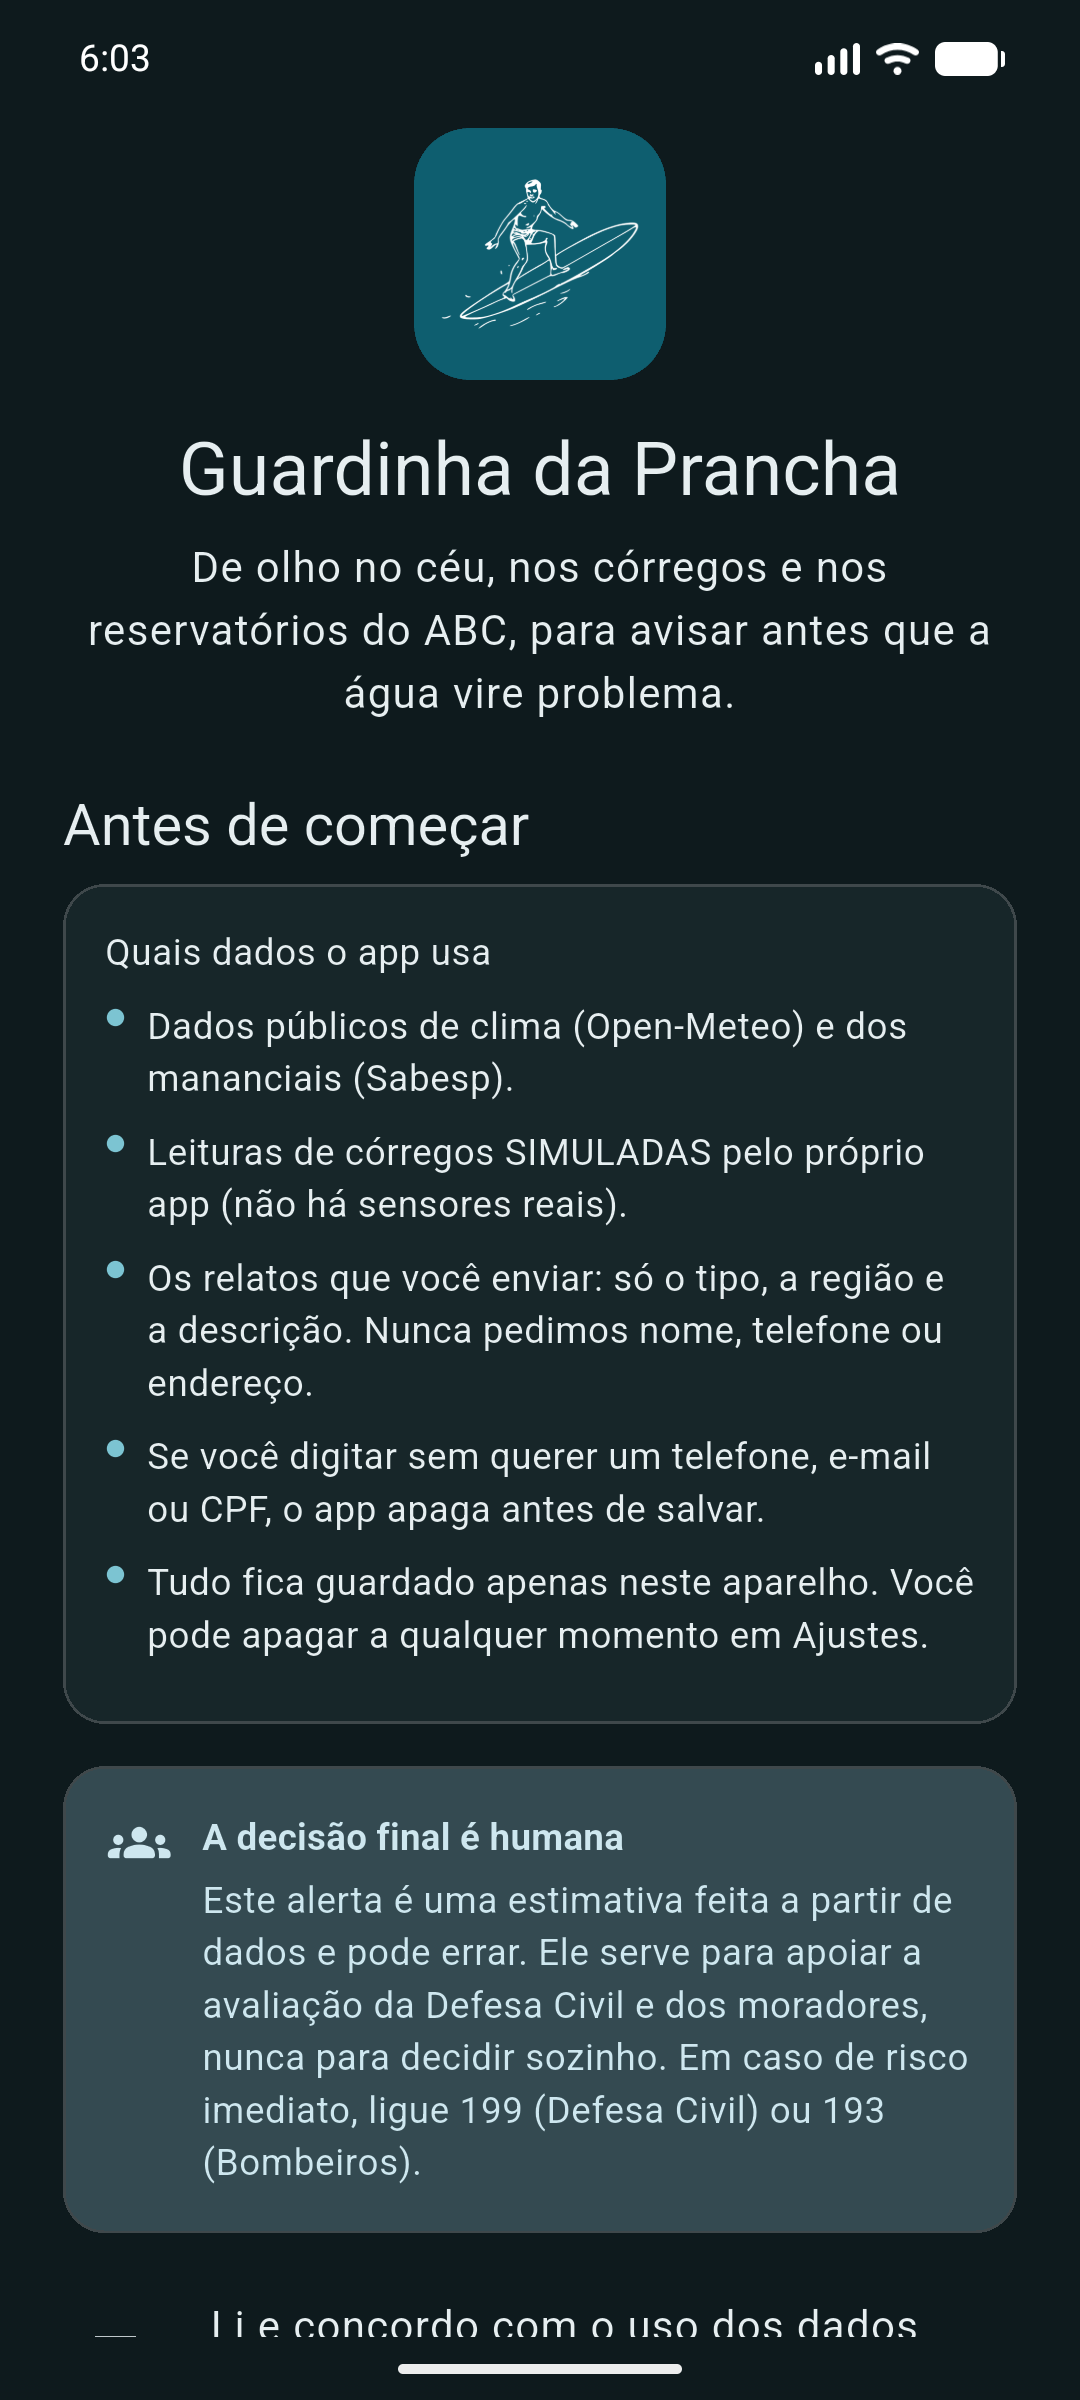 6:03
Guardinha da Prancha
De olho no céu, nos córregos e nos
reservatórios do ABC, para avisar antes que a
água vire problema.
Antes de começar
Quais dados o app usa
Dados públicos de clima (Open-Meteo) e dos
mananciais (Sabesp).
Leituras de córregos SIMULADAS pelo próprio
app (não há sensores reais).
Os relatos que você enviar: só o tipo, a região e
a descrição. Nunca pedimos nome, telefone ou
endereço.
Se você digitar sem querer um telefone, e-mail
ou CPF, o app apaga antes de salvar.
Tudo fica guardado apenas neste aparelho. Você
pode apagar a qualquer momento em Ajustes.
A decisão final é humana
Este alerta é uma estimativa feita a partir de
dados e pode errar. Ele serve para apoiar a
avaliação da Defesa Civil e dos moradores,
nunca para decidir sozinho. Em caso de risco
imediato, ligue 199 (Defesa Civil) ou 193
(Bombeiros).
Li e concordo com o uso dos dados